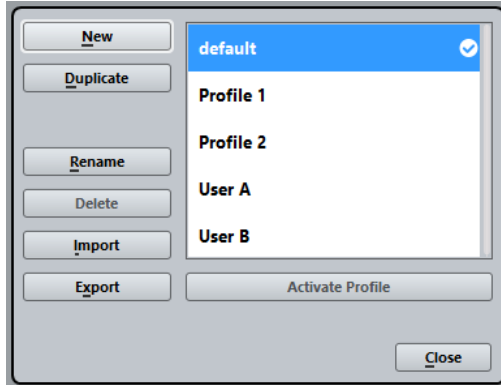 New
Duplicate
Rename
Delete
Import
Export
default
Profile 1
Profile 2
User A
User B
Activate Profile
Close